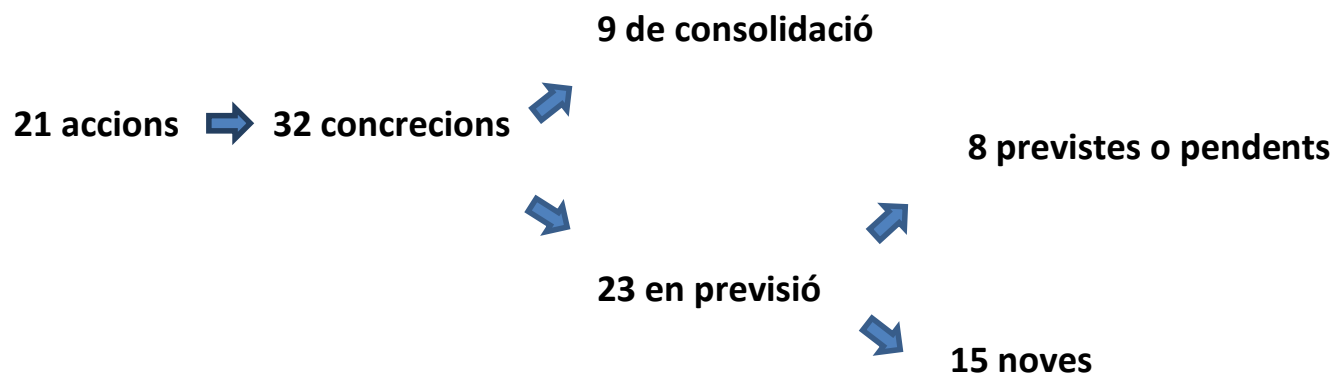 9 de consolidació
21 accions
32 concrecions
8 previstes o pendents
23 en previsió
15 noves